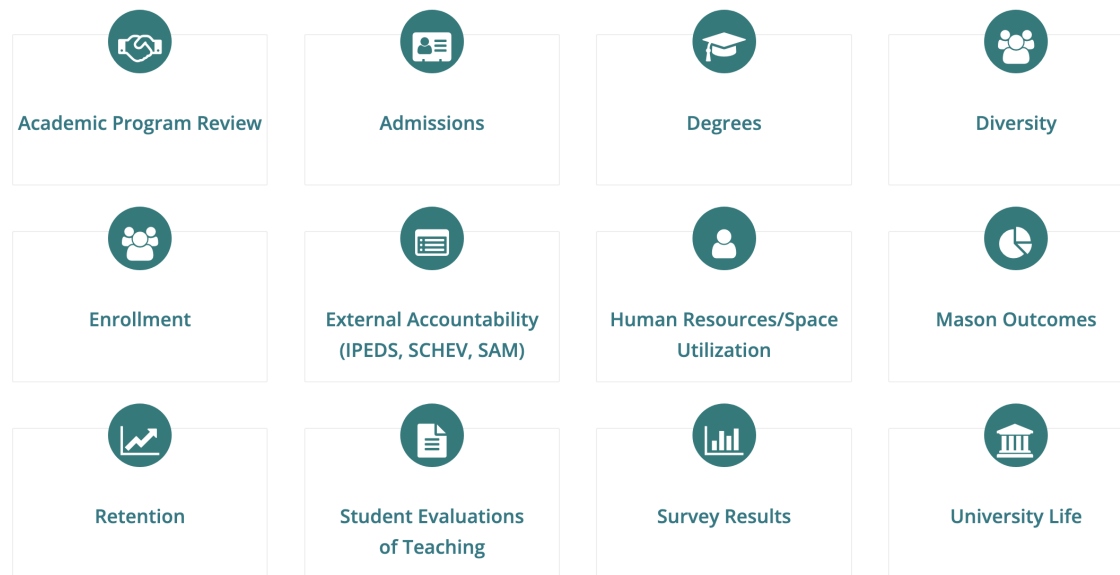 Academic Program Review
Admissions
Degrees
Diversity
Enrollment
External Accountability
(IPEDS, SCHEV, SAM)
Human Resources/Space
Utilization
Mason Outcomes
Retention
Student Evaluations
of Teaching
Survey Results
University Life